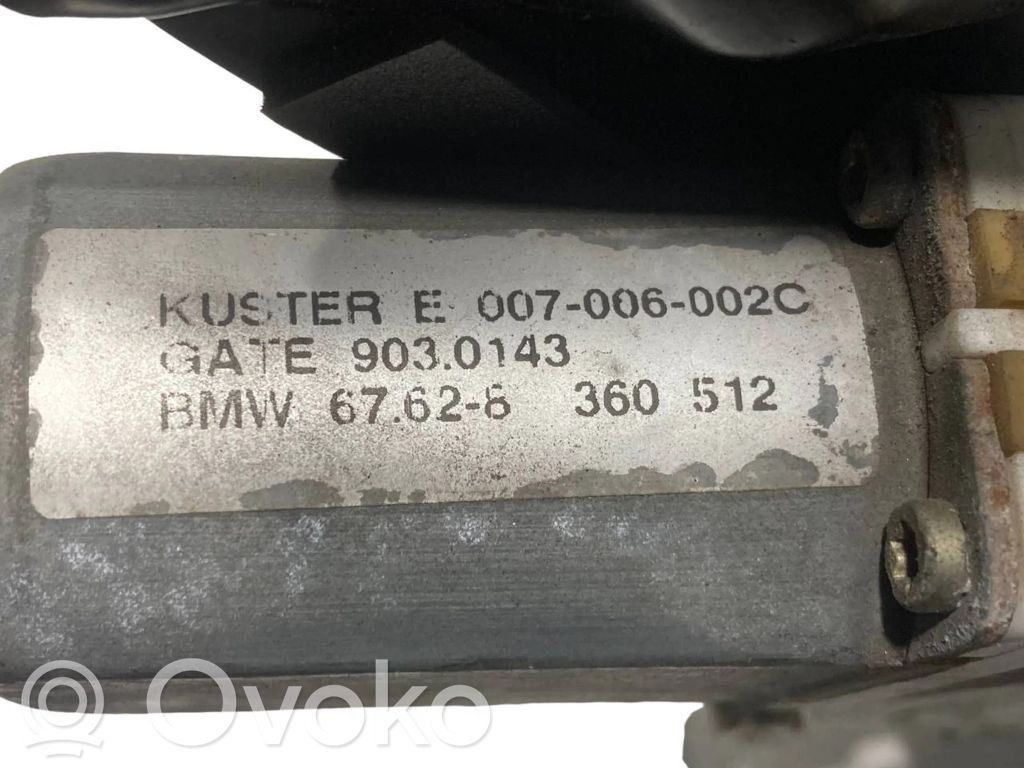 KUSTER E 007-006-002C
GATE 903.0143
BMW 67.62-8 360 512
Ovoko